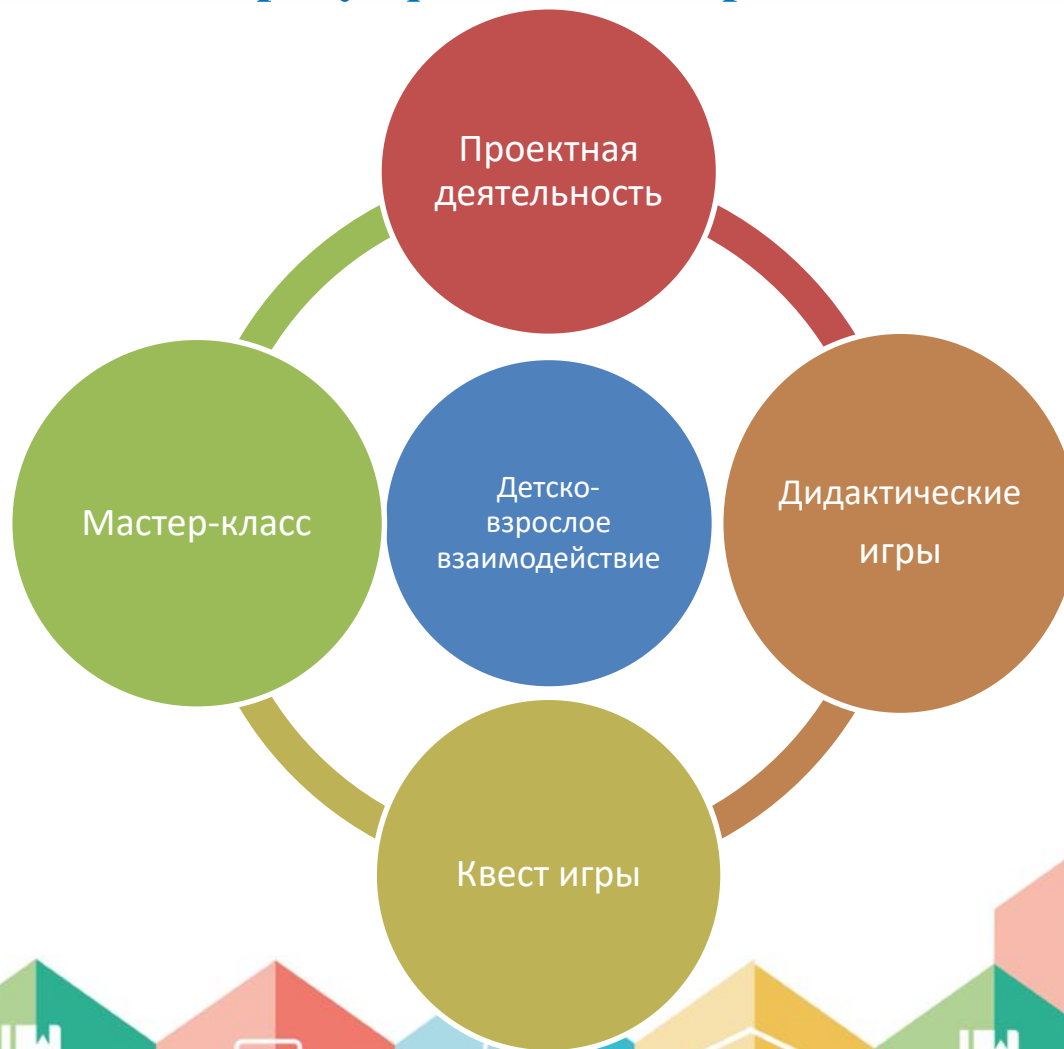 Проектная
деятельность
Мастер-класс
Детско-
взрослое
взаимодействие
Дидактические
игры
Квест игры